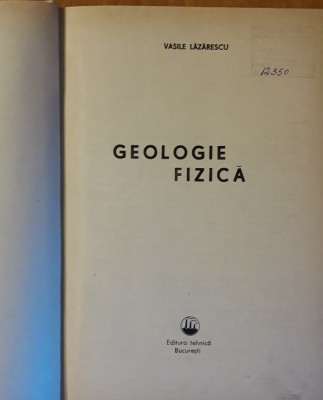 VASILE LĂZĂRESCU
12350
GEOLOGIE
FIZICĂ
Editura tehnică
București